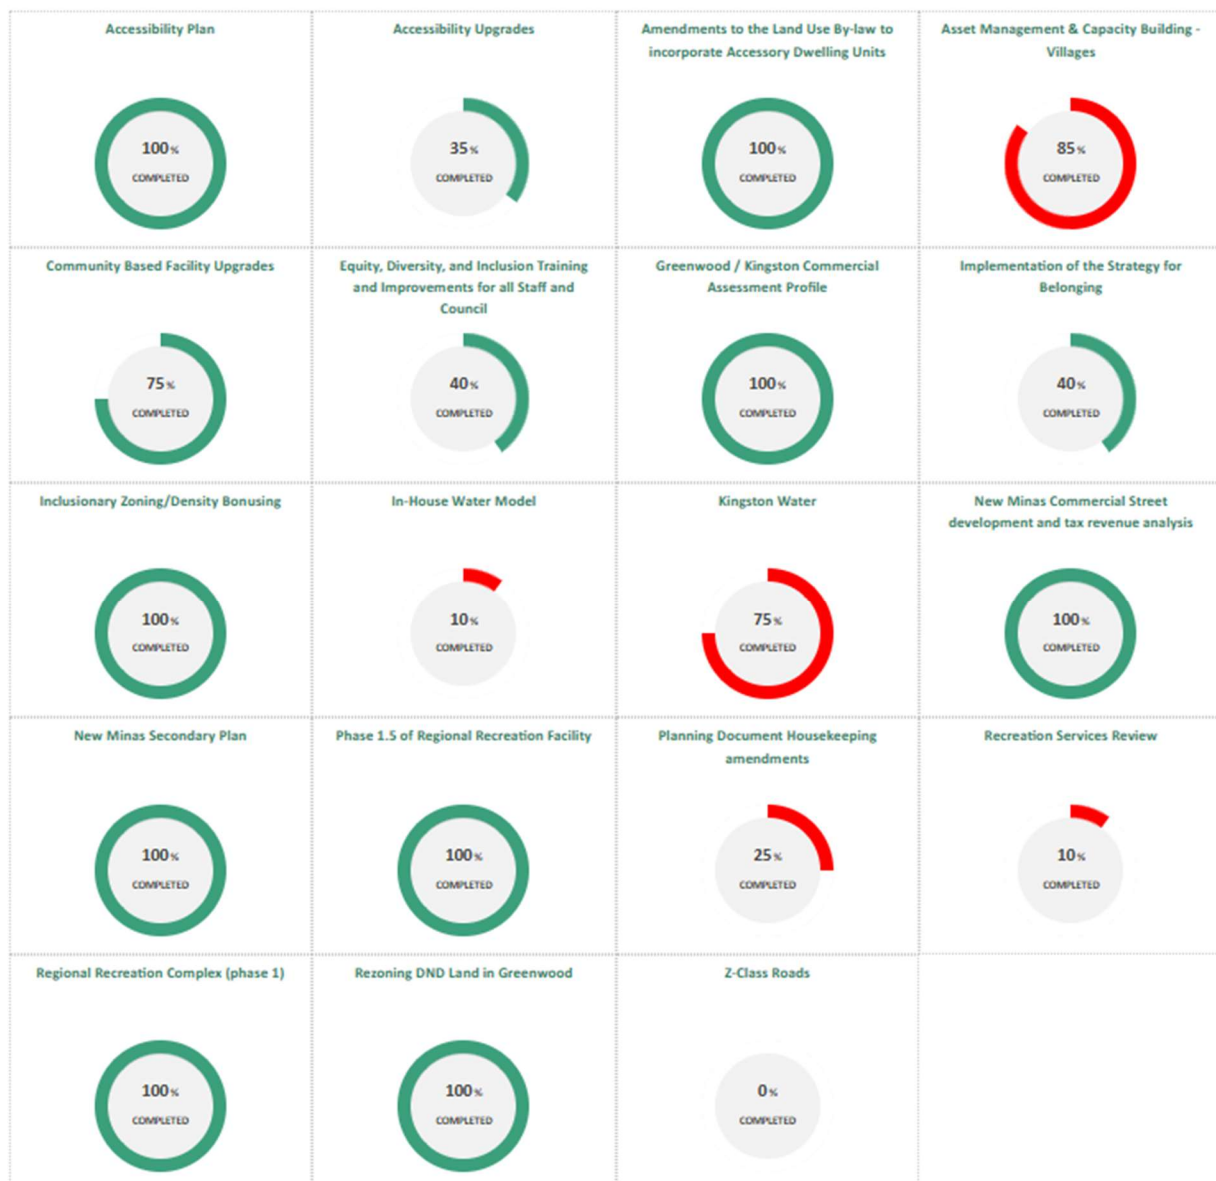 Accessibility Plan
100 %
COMPLETED
Accessibility Upgrades
35 %
COMPLETED
Amendments to the Land Use By-law to
incorporate Accessory Dwelling Units
100 %
COMPLETED
Asset Management & Capacity Building -
Villages
85 %
COMPLETED
Community Based Facility Upgrades
75 %
COMPLETED
Equity, Diversity, and Inclusion Training
and Improvements for all Staff and
Council
40 %
COMPLETED
Greenwood / Kingston Commercial
Assessment Profile
100 %
COMPLETED
Implementation of the Strategy for
Belonging
40 %
COMPLETED
Inclusionary Zoning/Density Bonusing
100 %
COMPLETED
In-House Water Model
10 %
COMPLETED
Kingston Water
75 %
COMPLETED
New Minas Commercial Street
development and tax revenue analysis
100 %
COMPLETED
New Minas Secondary Plan
100 %
COMPLETED
Phase 1.5 of Regional Recreation Facility
100 %
COMPLETED
Planning Document Housekeeping
amendments
25 %
COMPLETED
Recreation Services Review
10 %
COMPLETED
Regional Recreation Complex (phase 1)
100 %
COMPLETED
Rezoning DND Land in Greenwood
100 %
COMPLETED
Z-Class Roads
0 %
COMPLETED